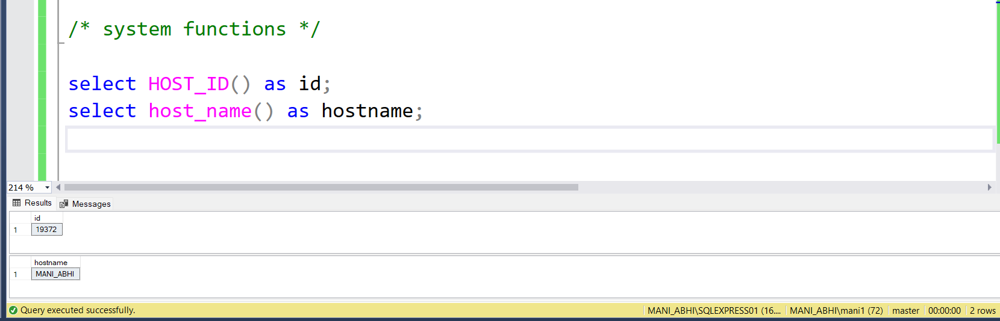 /* system functions */
select HOST_ID() as id;
select host_name() as hostname;
214 %
Results Messages
id
1 19372
hostname
1 MANI_ABHI
Query executed successfully. MANI_ABHI\SQLEXPRESS01 (16.... MANI_ABHI\mani1 (72) master 00:00:00 2 rows